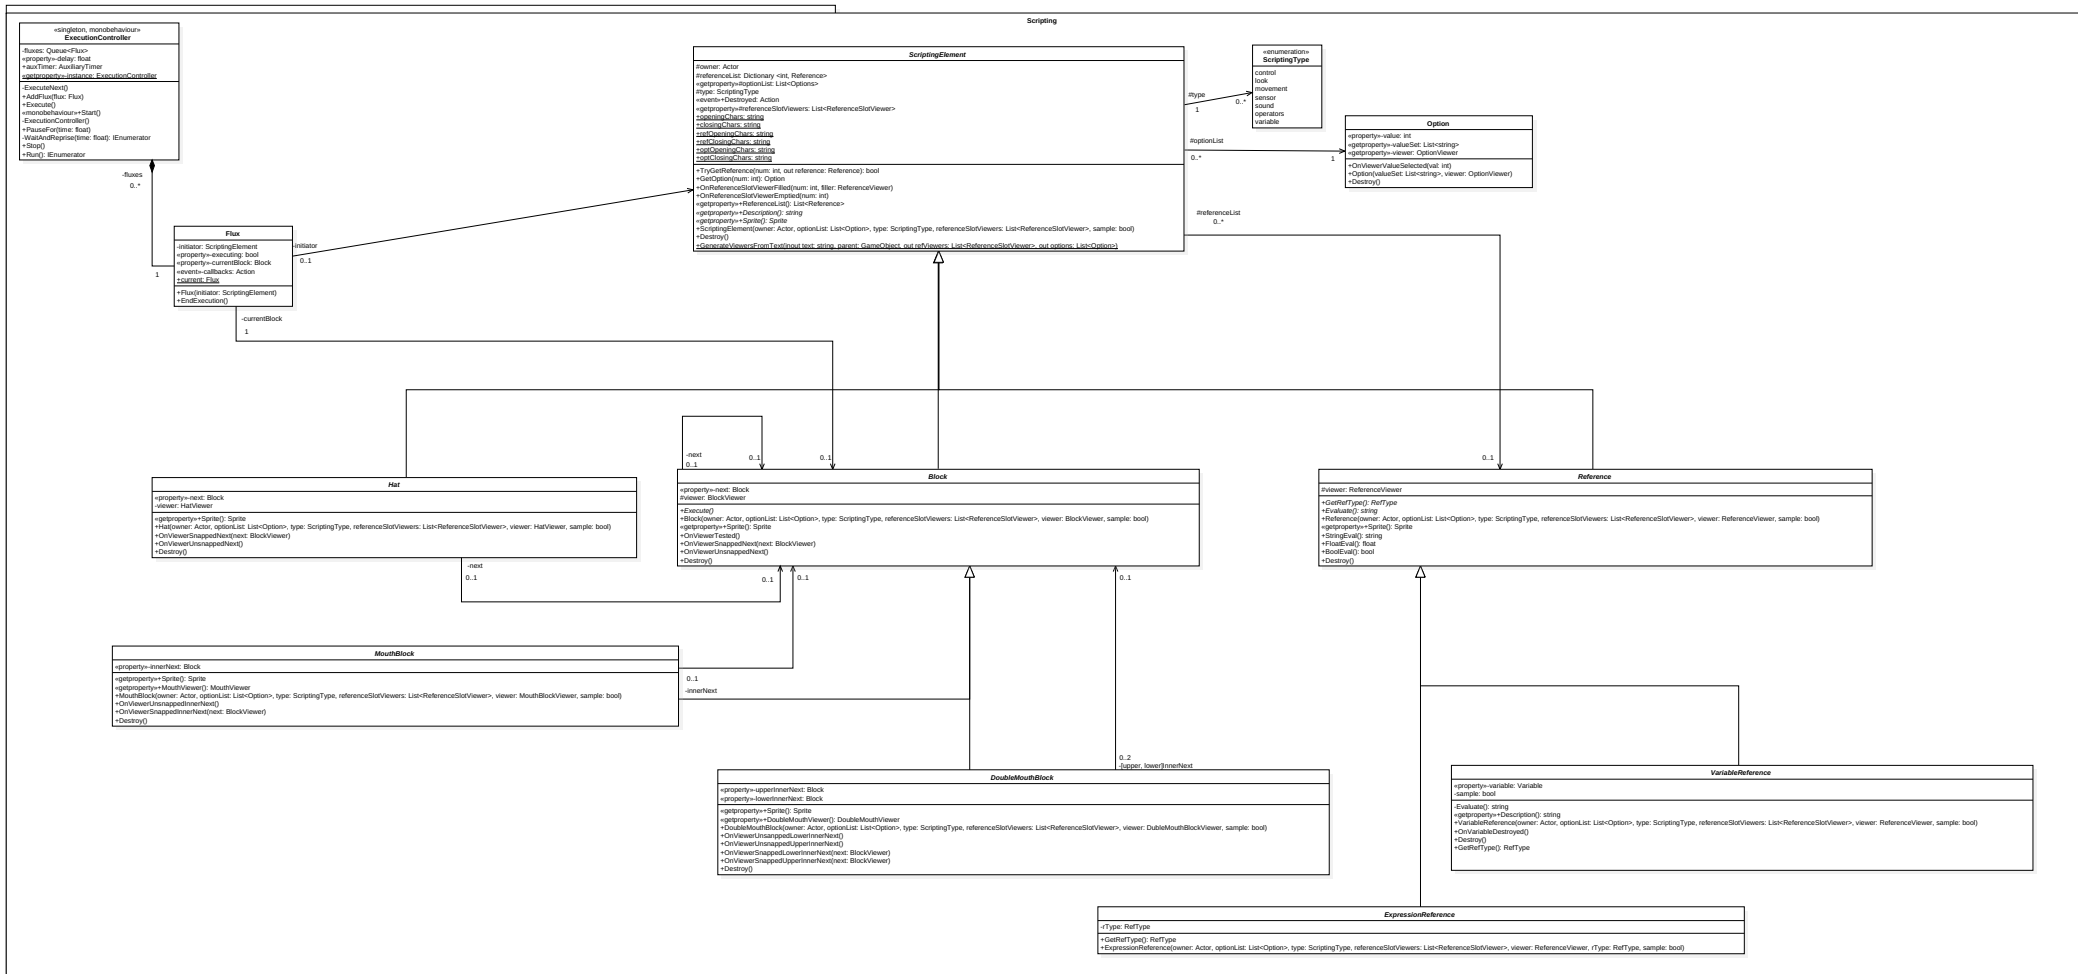 Scripting
«singleton, monobehaviour»
ExecutionController
-fluxes: Queue<Flux>
«property»-delay: float
+auxTimer: AuxiliaryTimer
«getproperty»-instance: ExecutionController
-ExecuteNext()
+AddFlux(flux: Flux)
+Execute()
«monobehaviour»+Start()
-ExecutionController()
+PauseFor(time: float)
-WaitAndReprise(time: float): IEnumerator
+Stop()
+Run(): IEnumerator
-fluxes
0..*
1
Flux
-initiator: ScriptingElement
«property»-executing: bool
«property»-currentBlock: Block
«event»-callbacks: Action
+current: Flux
+Flux(initiator: ScriptingElement)
+EndExecution()
-initiator
0..1
-currentBlock
1
ScriptingElement
#owner: Actor
#referenceList: Dictionary <int, Reference>
«getproperty»#optionList: List<Options>
#type: ScriptingType
«event»+Destroyed: Action
«getproperty»#referenceSlotViewers: List<ReferenceSlotViewer>
+openingChars: string
+closingChars: string
+refOpeningChars: string
+refClosingChars: string
+optOpeningChars: string
+optClosingChars: string
+TryGetReference(num: int, out reference: Reference): bool
+GetOption(num: int): Option
+OnReferenceSlotViewerFilled(num: int, filler: ReferenceViewer)
+OnReferenceSlotViewerEmptied(num: int)
«getproperty»+ReferenceList(): List<Reference>
«getproperty»+Description(): string
«getproperty»+Sprite(): Sprite
+ScriptingElement(owner: Actor, optionList: List<Option>, type: ScriptingType, referenceSlotViewers: List<ReferenceSlotViewer>, sample: bool)
+Destroy()
+GenerateViewersFromText(inout text: string, parent: GameObject, out refViewers: List<ReferenceSlotViewer>, out options: List<Option>)
#type
1
0..*
«enumeration»
ScriptingType
control
look
movement
sensor
sound
operators
variable
#optionList
0..*
1
Option
«property»-value: int
«getproperty»-valueSet: List<string>
«getproperty»-viewer: OptionViewer
+OnViewerValueSelected(val: int)
+Option(valueSet: List<string>, viewer: OptionViewer)
+Destroy()
#referenceList
0..*
0..1
-next
0..1
0..1
0..1
Hat
«property»-next: Block
-viewer: HatViewer
«getproperty»+Sprite(): Sprite
+Hat(owner: Actor, optionList: List<Option>, type: ScriptingType, referenceSlotViewers: List<ReferenceSlotViewer>, viewer: HatViewer, sample: bool)
+OnViewerSnappedNext(next: BlockViewer)
+OnViewerUnsnappedNext()
+Destroy()
-next
0..1
Block
«property»-next: Block
#viewer: BlockViewer
+Execute()
+Block(owner: Actor, optionList: List<Option>, type: ScriptingType, referenceSlotViewers: List<ReferenceSlotViewer>, viewer: BlockViewer, sample: bool)
«getproperty»+Sprite(): Sprite
+OnViewerTested()
+OnViewerSnappedNext(next: BlockViewer)
+OnViewerUnsnappedNext()
+Destroy()
0..1
0..1
0..1
Reference
#viewer: ReferenceViewer
+GetRefType(): RefType
+Evaluate(): string
+Reference(owner: Actor, optionList: List<Option>, type: ScriptingType, referenceSlotViewers: List<ReferenceSlotViewer>, viewer: ReferenceViewer, sample: bool)
«getproperty»+Sprite(): Sprite
+StringEval(): string
+FloatEval(): float
+BoolEval(): bool
+Destroy()
MouthBlock
«property»-innerNext: Block
«getproperty»+Sprite(): Sprite
«getproperty»+MouthViewer(): MouthViewer
+MouthBlock(owner: Actor, optionList: List<Option>, type: ScriptingType, referenceSlotViewers: List<ReferenceSlotViewer>, viewer: MouthBlockViewer, sample: bool)
+OnViewerUnsnappedInnerNext()
+OnViewerSnappedInnerNext(next: BlockViewer)
+Destroy()
0..1
-innerNext
0..2
-[upper, lower]InnerNext
DoubleMouthBlock
«property»-upperInnerNext: Block
«property»-lowerInnerNext: Block
«getproperty»+Sprite(): Sprite
«getproperty»+DoubleMouthViewer(): DoubleMouthViewer
+DoubleMouthBlock(owner: Actor, optionList: List<Option>, type: ScriptingType, referenceSlotViewers: List<ReferenceSlotViewer>, viewer: DubleMouthBlockViewer, sample: bool)
+OnViewerUnsanppedLowerInnerNext()
+OnViewerUnsnappedUpperInnerNext()
+OnViewerSnappedLowerInnerNext(next: BlockViewer)
+OnViewerSnappedUpperInnerNext(next: BlockViewer)
+Destroy()
VariableReference
«property»-variable: Variable
-sample: bool
-Evaluate(): string
«getproperty»+Description(): string
+VariableReference(owner: Actor, optionList: List<Option>, type: ScriptingType, referenceSlotViewers: List<ReferenceSlotViewer>, viewer: ReferenceViewer, sample: bool)
+OnVariableDestroyed()
+Destroy()
+GetRefType(): RefType
ExpressionReference
-rType: RefType
+GetRefType(): RefType
+ExpressionReference(owner: Actor, optionList: List<Option>, type: ScriptingType, referenceSlotViewers: List<ReferenceSlotViewer>, viewer: ReferenceViewer, rType: RefType, sample: bool)